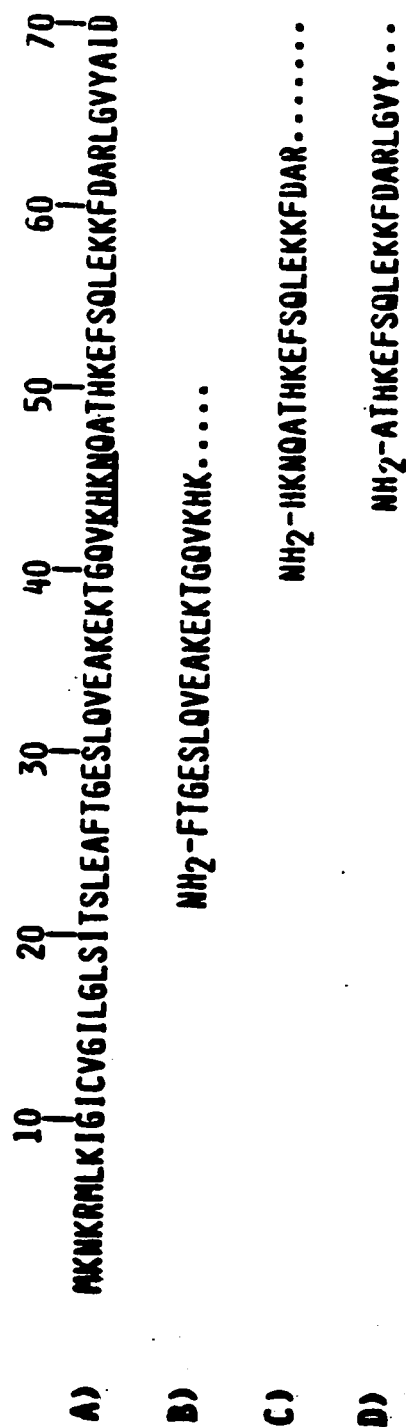 10 20 30 40 50 60 70
A) MKNKRMLKIGICVGILGLSITSLEAFTGESLQVEAKEKTGQVKHKNQATHKEFSQLEKKFDARLGVYAID
B) NH2-FTGESLQVEAKEKTGQVKHK.....
C) NH2-HKNQATHKEFSQLEKKFDAR.......
D) NH2-ATHKEFSQLEKKFDARLGVY...